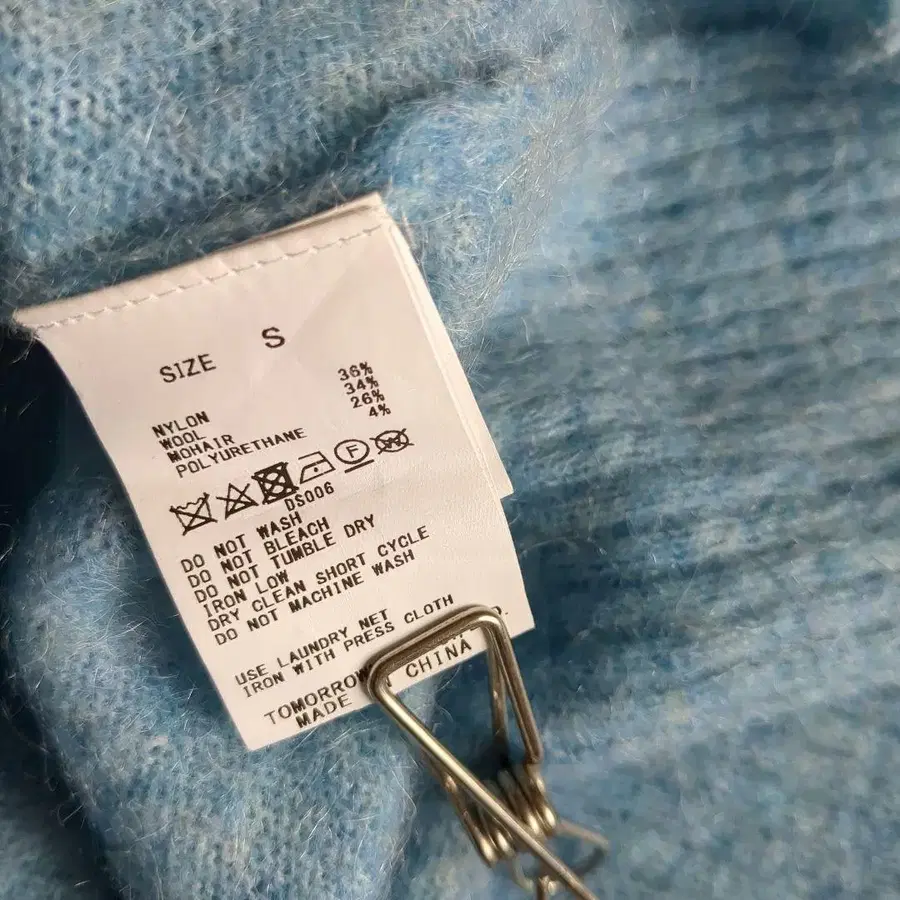 SIZE S
NYLON 36%
WOOL 34%
MOHAIR 26%
POLYURETHANE 4%
F W
DS006
DO NOT WASH
DO NOT BLEACH
DO NOT TUMBLE DRY
IRON LOW
DRY CLEAN SHORT CYCLE
DO NOT MACHINE WASH
USE LAUNDRY NET
IRON WITH PRESS CLOTH
TOMORROW
MADE CHINA